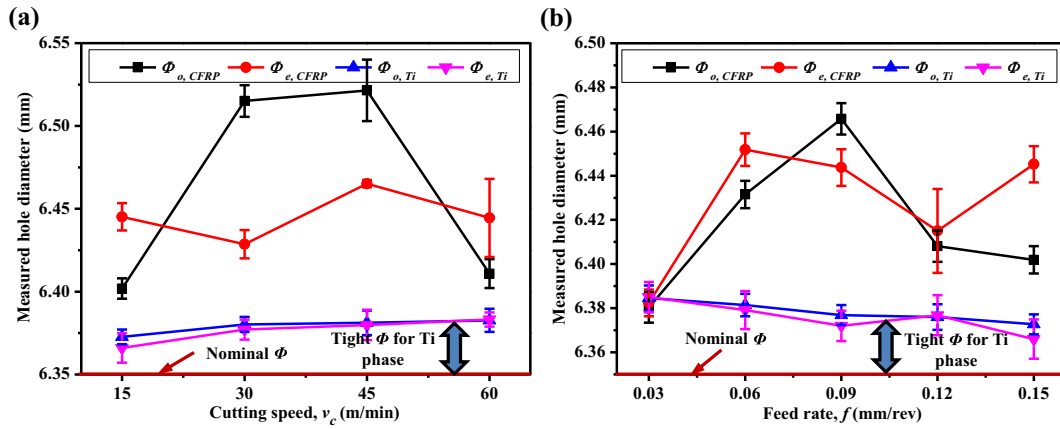 (a)
6.55
6.50
6.45
6.40
6.35
Measured hole diameter (mm)
Φo, CFRP Φe, CFRP Φo, Ti Φe, Ti
Nominal Φ
Tight Φ for Ti
phase
15 30 45 60
Cutting speed, vc (m/min)
(b)
6.50
6.48
6.46
6.44
6.42
6.40
6.38
6.36
Measured hole diameter (mm)
Φo, CFRP Φe, CFRP Φo, Ti Φe, Ti
Nominal Φ
Tight Φ for Ti
phase
0.03 0.06 0.09 0.12 0.15
Feed rate, f (mm/rev)